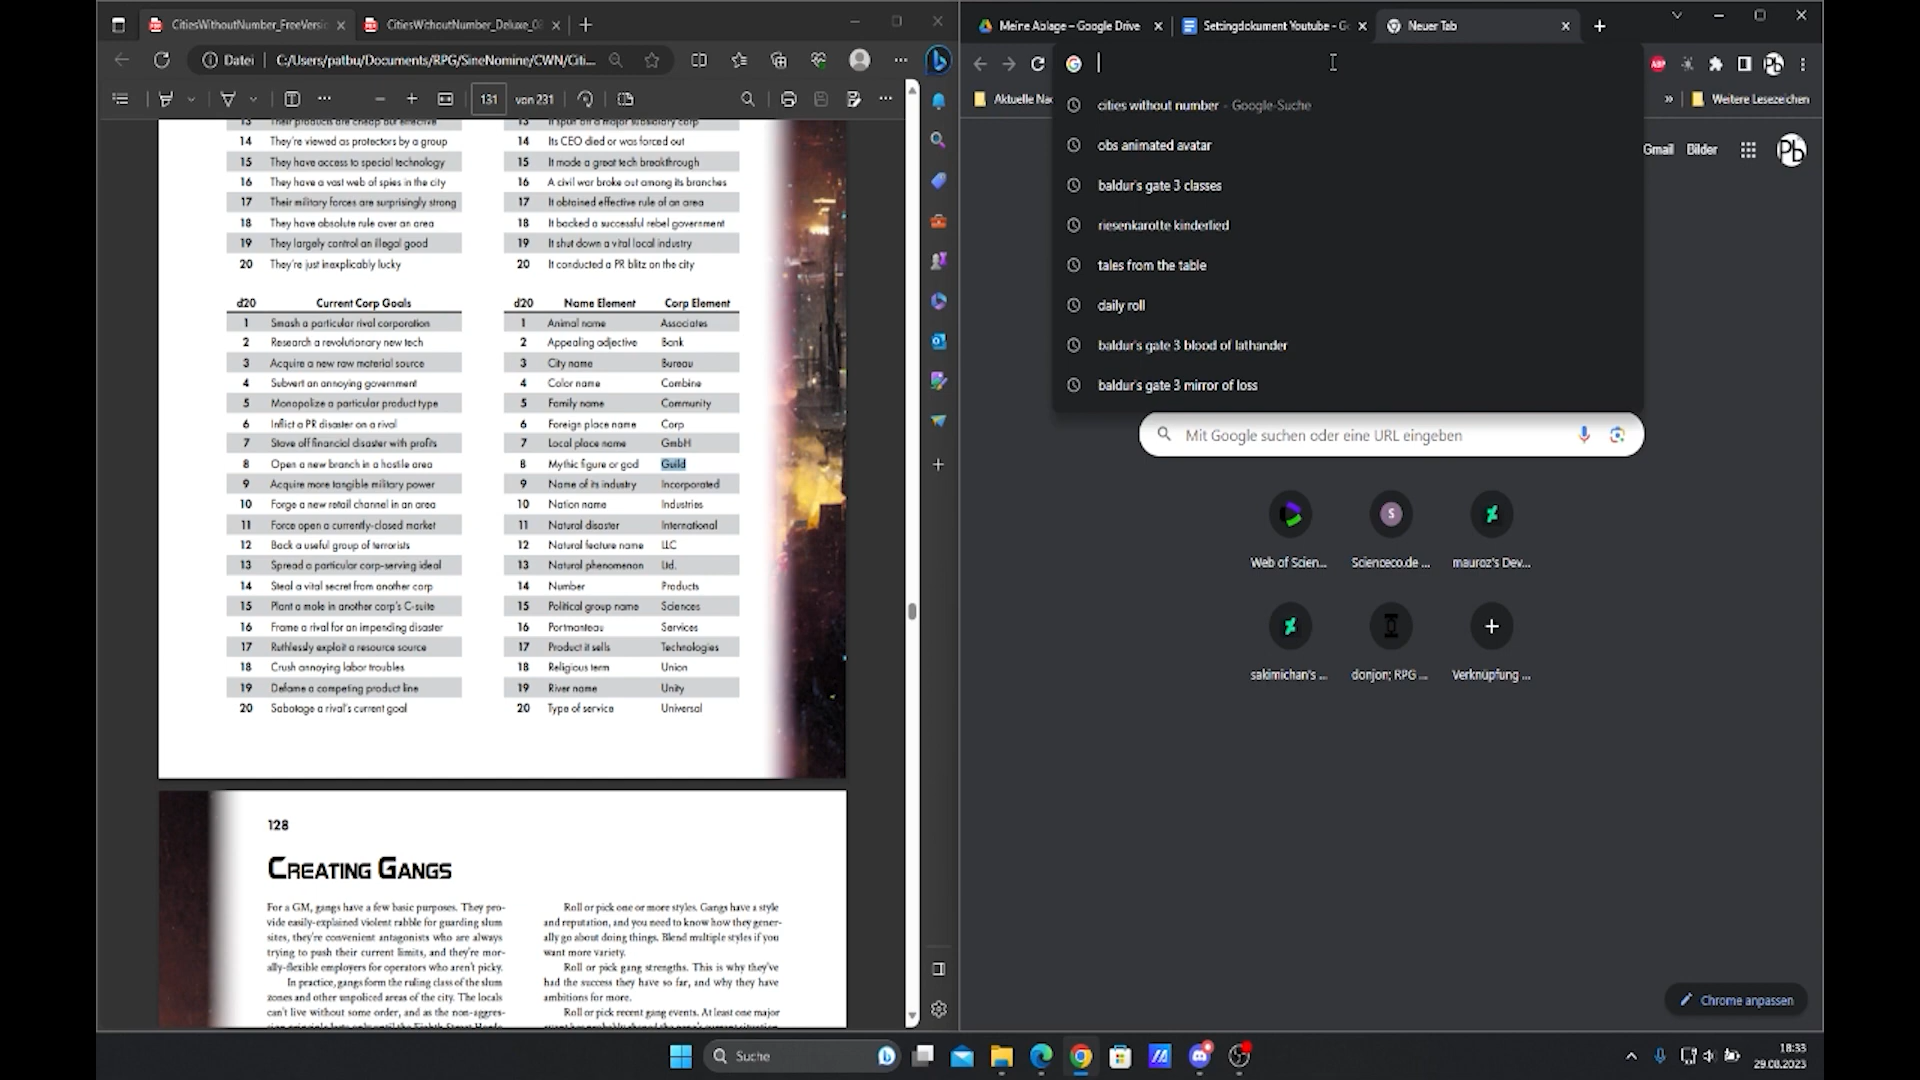 CitiesWithoutNumber_FreeVersi
CitiesWithoutNumber_Deluxe_0
Datei
C:/Users/patbu/Documents/RPG/SineNomine/CWN/Citi...
131
von 231
13 Their products are cheap but effective
14 They're viewed as protectors by a group
15 They have access to special technology
16 They have a vast web of spies in the city
17 Their military forces are surprisingly strong
18 They have absolute rule over an area
19 They largely control an illegal good
20 They're just inexplicably lucky
13 It spun off a major subsidiary corp
14 Its CEO died or was forced out
15 It made a great tech breakthrough
16 A civil war broke out among its branches
17 It obtained effective rule of an area
18 It backed a successful rebel government
19 It shut down a vital local industry
20 It conducted a PR blitz on the city
d20 Current Corp Goals
1 Smash a particular rival corporation
2 Research a revolutionary new tech
3 Acquire a new raw material source
4 Subvert an annoying government
5 Monopolize a particular product type
6 Inflict a PR disaster on a rival
7 Stave off financial disaster with profits
8 Open a new branch in a hostile area
9 Acquire more tangible military power
10 Forge a new retail channel in an area
11 Force open a currently-closed market
12 Back a useful group of terrorists
13 Spread a particular corp-serving ideal
14 Steal a vital secret from another corp
15 Plant a mole in another corp's C-suite
16 Frame a rival for an impending disaster
17 Ruthlessly exploit a resource source
18 Crush annoying labor troubles
19 Defame a competing product line
20 Sabotage a rival's current goal
d20 Name Element Corp Element
1 Animal name Associates
2 Appealing adjective Bank
3 City name Bureau
4 Color name Combine
5 Family name Community
6 Foreign place name Corp
7 Local place name GmbH
8 Mythic figure or god Guild
9 Name of its industry Incorporated
10 Nation name Industries
11 Natural disaster International
12 Natural feature name LLC
13 Natural phenomenon Ltd.
14 Number Products
15 Political group name Sciences
16 Portmanteau Services
17 Product it sells Technologies
18 Religious term Union
19 River name Unity
20 Type of service Universal
128
CREATING GANGS
For a GM, gangs have a few basic purposes. They pro-
vide easily-explained violent rabble for guarding slum
sites, they're convenient antagonists who are always
trying to push their current limits, and they're mor-
ally-flexible employers for operators who aren't picky.
In practice, gangs form the ruling class of the slum
zones and other unpoliced areas of the city. The locals
can't live without some order, and as the non-aggres-
Roll or pick one or more styles. Gangs have a style
and reputation, and you need to know how they gener-
ally go about doing things. Blend multiple styles if you
want more variety.
Roll or pick gang strengths. This is why they've
had the success they have so far, and why they have
ambitions for more.
Roll or pick recent gang events. At least one major
Meine Ablage – Google Drive
Settingdokument Youtube - G
Neuer Tab
Aktuelle Na
ABP
Pb
Weitere Lesezeichen
cities without number - Google-Suche
obs animated avatar
baldur's gate 3 classes
riesenkarotte kinderlied
tales from the table
daily roll
baldur's gate 3 blood of lathander
baldur's gate 3 mirror of loss
Gmail Bilder
Pb
Mit Google suchen oder eine URL eingeben
S
Web of Scien...
Scienceco.de ...
mauroz's Dev...
sakimichan's ...
donjon; RPG ...
Verknüpfung ...
Chrome anpassen
Suche
18:33
29.08.2023